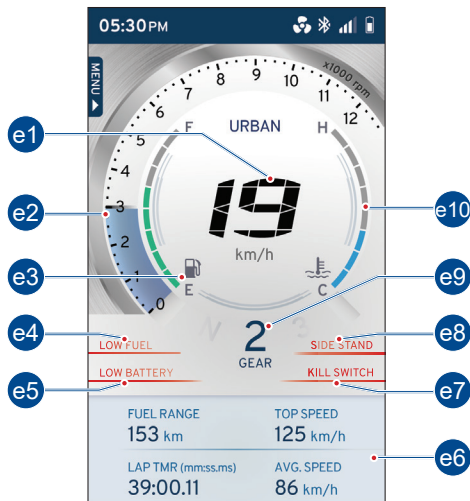 05:30 PM
MENU
x1000 rpm
0
1
2
3
4
5
6
7
8
9
10
11
12
F
URBAN
H
19
km/h
E
C
N 2 3
GEAR
LOW FUEL
SIDE STAND
LOW BATTERY
KILL SWITCH
FUEL RANGE
TOP SPEED
153 km
125 km/h
LAP TMR (mm:ss.ms)
AVG. SPEED
39:00.11
86 km/h
e1
e2
e3
e4
e5
e10
e9
e8
e7
e6